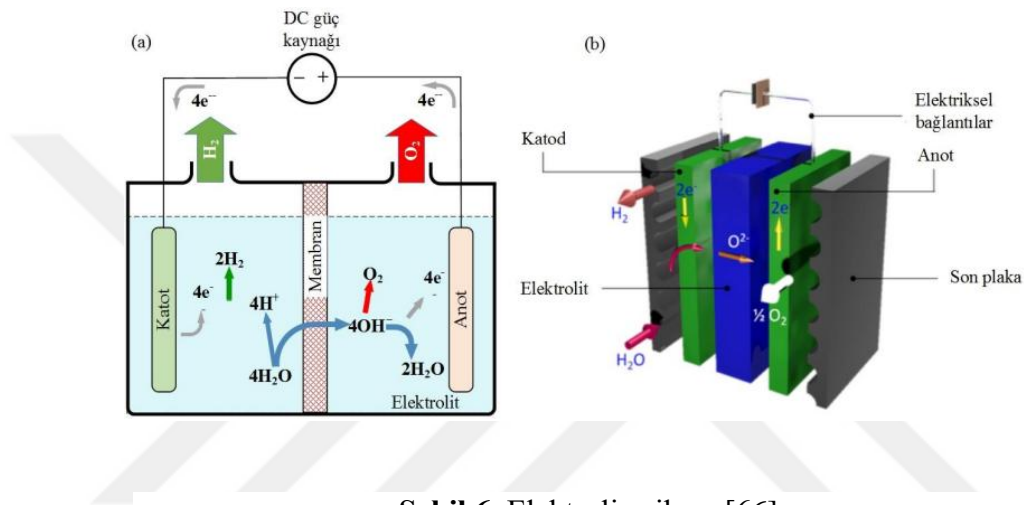 (a)
DC güç
kaynağı
− +
4e⁻
4e⁻
H₂
O₂
Membran
Katot
Anot
2H₂
4e⁻
4H⁺
4H₂O
O₂
4e⁻
4OH⁻
2H₂O
Elektrolit
(b)
Elektriksel
bağlantılar
Katod
Anot
2e⁻
2e
H₂
O²⁻
Elektrolit
Son plaka
½ O₂
H₂O
[66]